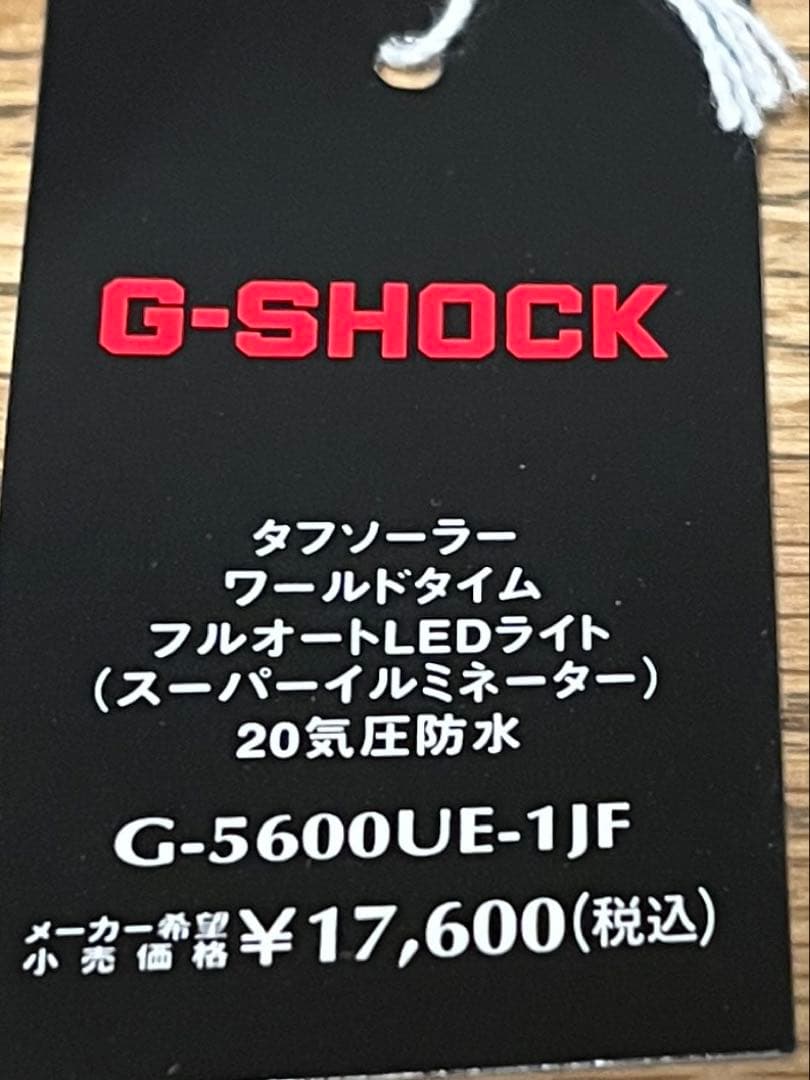 G-SHOCK
タフソーラー
ワールドタイム
フルオートLEDライト
(スーパーイルミネーター)
20気圧防水
G-5600UE-1JF
メーカー希望小売価格 ¥17,600(税込)